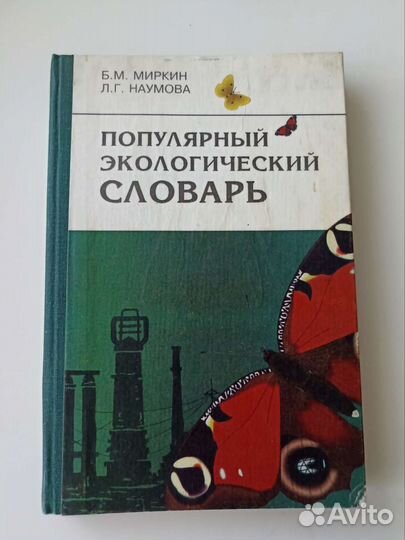 Б.М. МИРКИН
Л.Г. НАУМОВА
ПОПУЛЯРНЫЙ
ЭКОЛОГИЧЕСКИЙ
СЛОВАРЬ
Avito